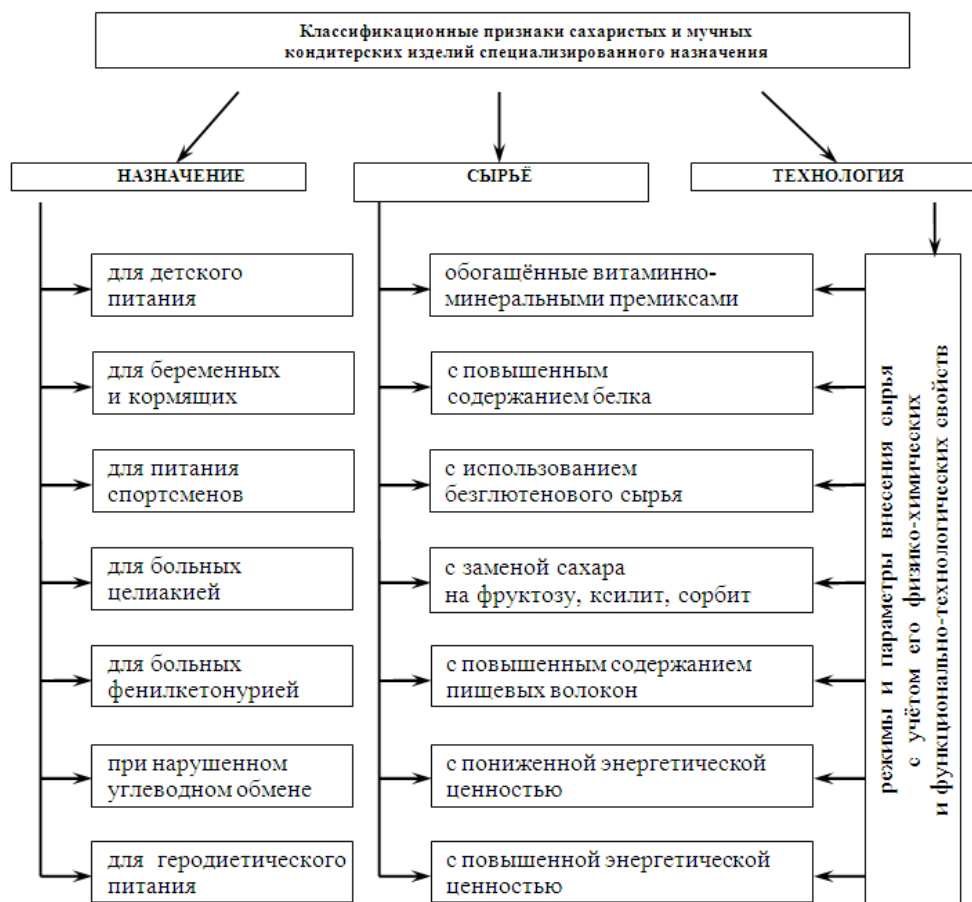 Классификационные признаки сахаристых и мучных
кондитерских изделий специализированного назначения
НАЗНАЧЕНИЕ
СЫРЬЁ
ТЕХНОЛОГИЯ
для детского
питания
для беременных
и кормящих
для питания
спортсменов
для больных
целиакией
для больных
фенилкетонурией
при нарушенном
углеводном обмене
для геродиетического
питания
обогащённые витаминно-
минеральными премиксами
с повышенным
содержанием белка
с использованием
безглютенового сырья
с заменой сахара
на фруктозу, ксилит, сорбит
с повышенным содержанием
пищевых волокон
с пониженной энергетической
ценностью
с повышенной энергетической
ценностью
режимы и параметры внесения сырья
с учётом его физико-химических
и функционально-технологических свойств